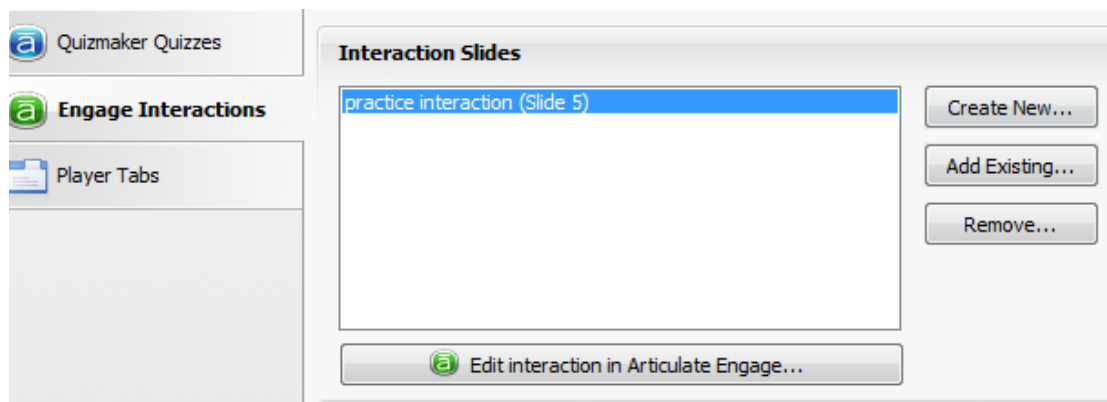 Quizmaker Quizzes
Engage Interactions
Player Tabs
Interaction Slides
practice interaction (Slide 5)
Create New...
Add Existing...
Remove...
Edit interaction in Articulate Engage...